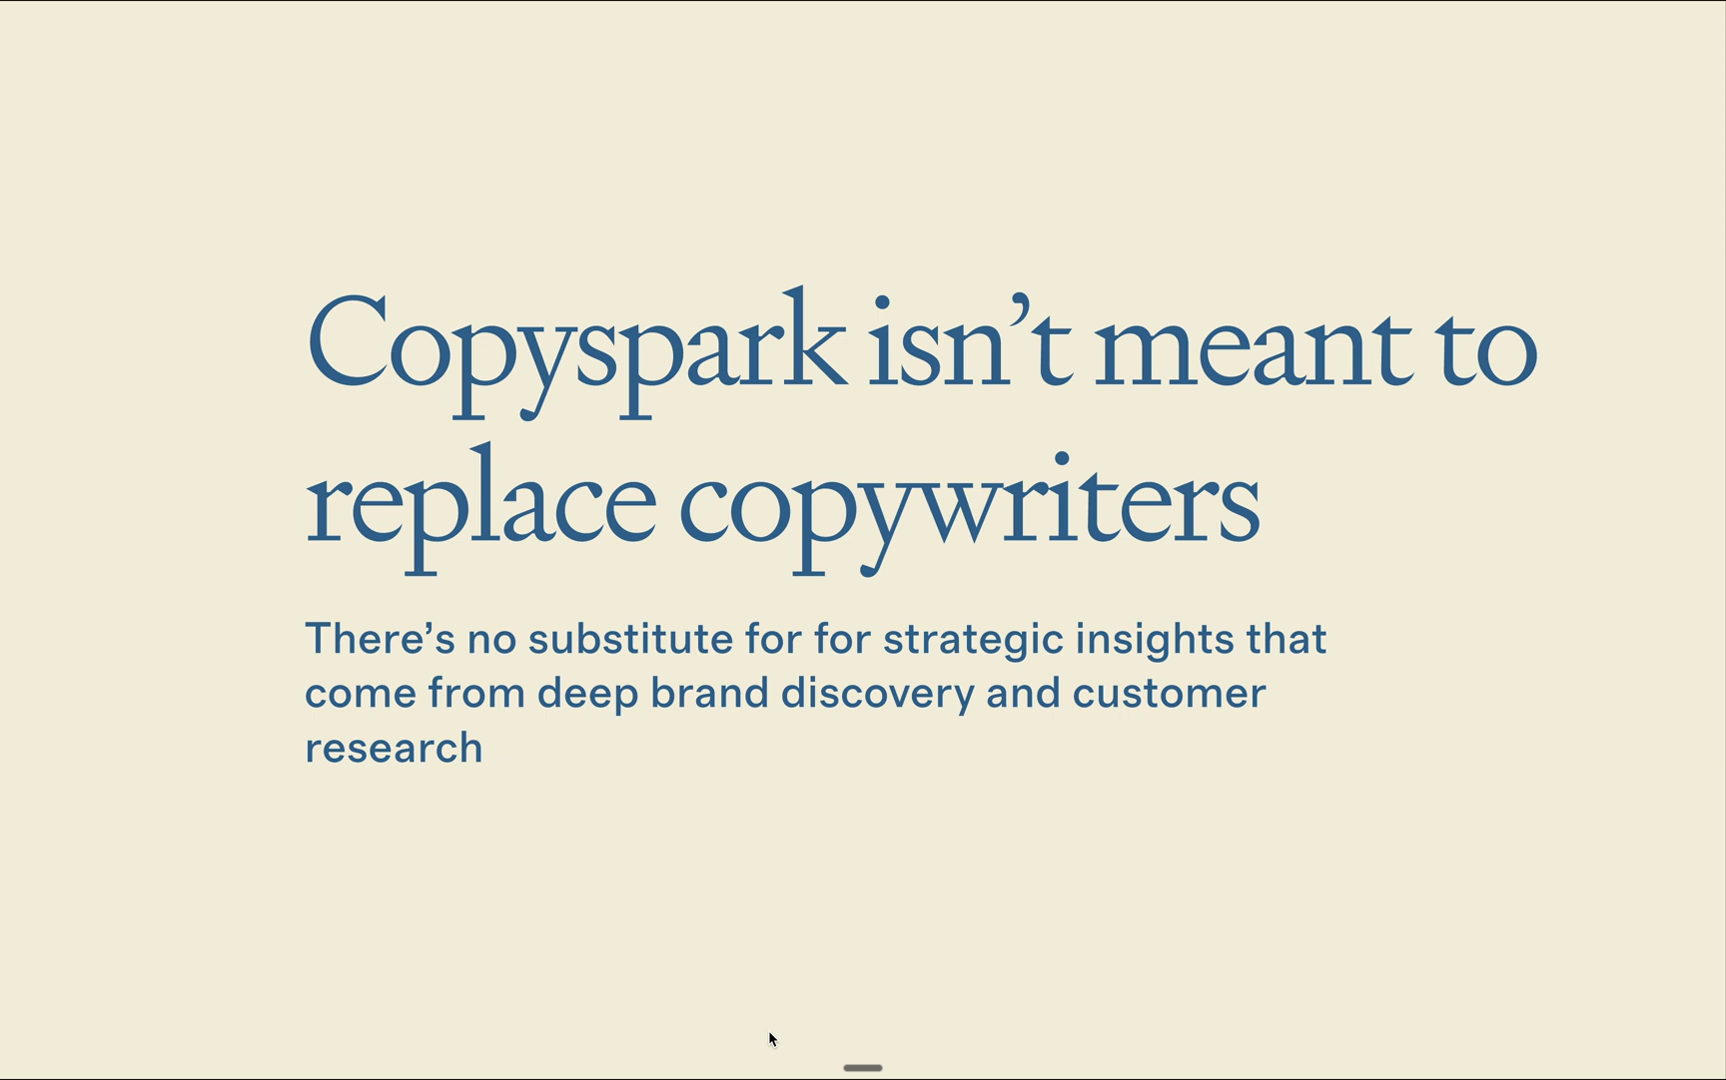 Copyspark isn’t meant to
replace copywriters
There’s no substitute for for strategic insights that
come from deep brand discovery and customer
research